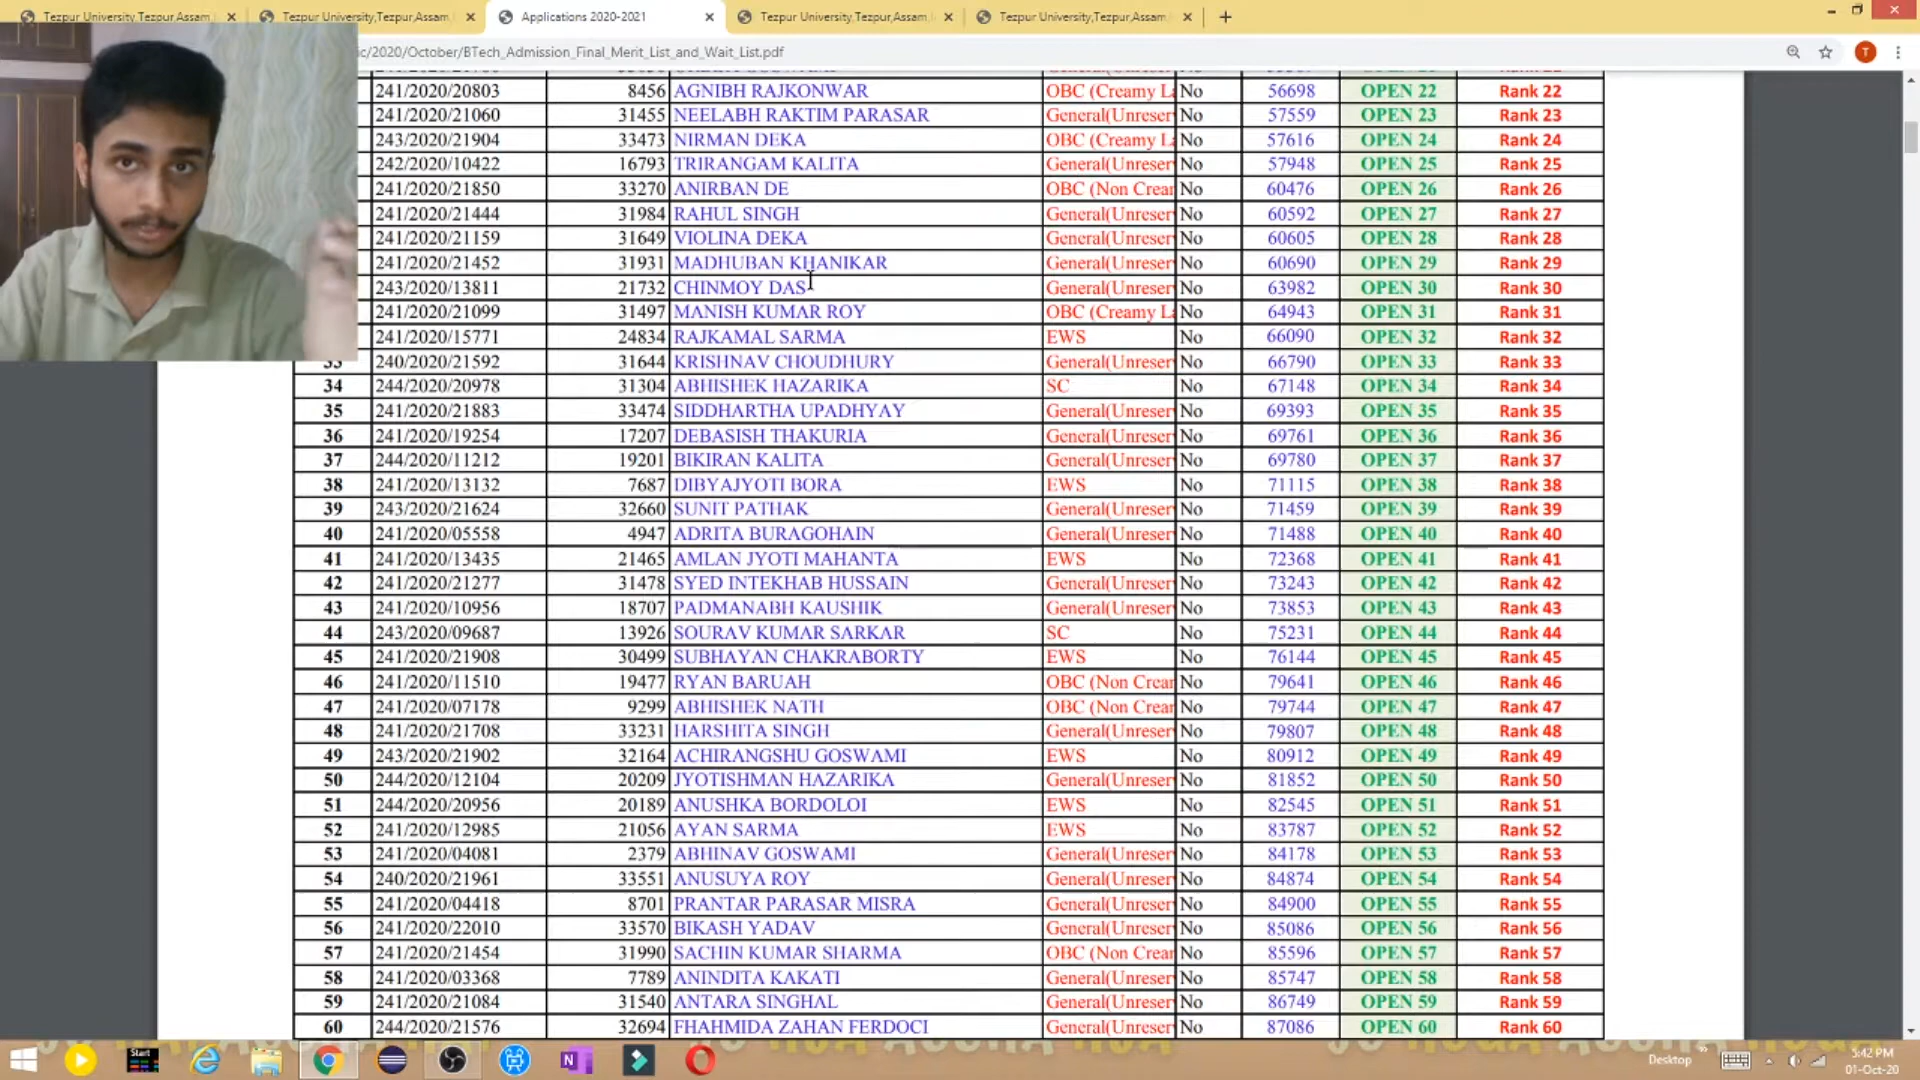 Tezpur University,Tezpur,Assam, Tezpur University,Tezpur,Assam, Applications 2020-2021 Tezpur University,Tezpur,Assam, Tezpur University,Tezpur,Assam,
ic/2020/October/BTech_Admission_Final_Merit_List_and_Wait_List.pdf T
241/2020/20803 8456 AGNIBH RAJKONWAR OBC (Creamy La No 56698 OPEN 22 Rank 22
241/2020/21060 31455 NEELABH RAKTIM PARASAR General(Unreser No 57559 OPEN 23 Rank 23
243/2020/21904 33473 NIRMAN DEKA OBC (Creamy La No 57616 OPEN 24 Rank 24
242/2020/10422 16793 TRIRANGAM KALITA General(Unreser No 57948 OPEN 25 Rank 25
241/2020/21850 33270 ANIRBAN DE OBC (Non Crear No 60476 OPEN 26 Rank 26
241/2020/21444 31984 RAHUL SINGH General(Unreser No 60592 OPEN 27 Rank 27
241/2020/21159 31649 VIOLINA DEKA General(Unreser No 60605 OPEN 28 Rank 28
241/2020/21452 31931 MADHUBAN KHANIKAR General(Unreser No 60690 OPEN 29 Rank 29
243/2020/13811 21732 CHINMOY DAS General(Unreser No 63982 OPEN 30 Rank 30
241/2020/21099 31497 MANISH KUMAR ROY OBC (Creamy La No 64943 OPEN 31 Rank 31
241/2020/15771 24834 RAJKAMAL SARMA EWS No 66090 OPEN 32 Rank 32
33 240/2020/21592 31644 KRISHNAV CHOUDHURY General(Unreser No 66790 OPEN 33 Rank 33
34 244/2020/20978 31304 ABHISHEK HAZARIKA SC No 67148 OPEN 34 Rank 34
35 241/2020/21883 33474 SIDDHARTHA UPADHYAY General(Unreser No 69393 OPEN 35 Rank 35
36 241/2020/19254 17207 DEBASISH THAKURIA General(Unreser No 69761 OPEN 36 Rank 36
37 244/2020/11212 19201 BIKIRAN KALITA General(Unreser No 69780 OPEN 37 Rank 37
38 241/2020/13132 7687 DIBYAJYOTI BORA EWS No 71115 OPEN 38 Rank 38
39 243/2020/21624 32660 SUNIT PATHAK General(Unreser No 71459 OPEN 39 Rank 39
40 241/2020/05558 4947 ADRITA BURAGOHAIN General(Unreser No 71488 OPEN 40 Rank 40
41 241/2020/13435 21465 AMLAN JYOTI MAHANTA EWS No 72368 OPEN 41 Rank 41
42 241/2020/21277 31478 SYED INTEKHAB HUSSAIN General(Unreser No 73243 OPEN 42 Rank 42
43 241/2020/10956 18707 PADMANABH KAUSHIK General(Unreser No 73853 OPEN 43 Rank 43
44 243/2020/09687 13926 SOURAV KUMAR SARKAR SC No 75231 OPEN 44 Rank 44
45 241/2020/21908 30499 SUBHAYAN CHAKRABORTY EWS No 76144 OPEN 45 Rank 45
46 241/2020/11510 19477 RYAN BARUAH OBC (Non Crear No 79641 OPEN 46 Rank 46
47 241/2020/07178 9299 ABHISHEK NATH OBC (Non Crear No 79744 OPEN 47 Rank 47
48 241/2020/21708 33231 HARSHITA SINGH General(Unreser No 79807 OPEN 48 Rank 48
49 243/2020/21902 32164 ACHIRANGSHU GOSWAMI EWS No 80912 OPEN 49 Rank 49
50 244/2020/12104 20209 JYOTISHMAN HAZARIKA General(Unreser No 81852 OPEN 50 Rank 50
51 244/2020/20956 20189 ANUSHKA BORDOLOI EWS No 82545 OPEN 51 Rank 51
52 241/2020/12985 21056 AYAN SARMA EWS No 83787 OPEN 52 Rank 52
53 241/2020/04081 2379 ABHINAV GOSWAMI General(Unreser No 84178 OPEN 53 Rank 53
54 240/2020/21961 33551 ANUSUYA ROY General(Unreser No 84874 OPEN 54 Rank 54
55 241/2020/04418 8701 PRANTAR PARASAR MISRA General(Unreser No 84900 OPEN 55 Rank 55
56 241/2020/22010 33570 BIKASH YADAV General(Unreser No 85086 OPEN 56 Rank 56
57 241/2020/21454 31990 SACHIN KUMAR SHARMA OBC (Non Crear No 85596 OPEN 57 Rank 57
58 241/2020/03368 7789 ANINDITA KAKATI General(Unreser No 85747 OPEN 58 Rank 58
59 241/2020/21084 31540 ANTARA SINGHAL General(Unreser No 86749 OPEN 59 Rank 59
60 244/2020/21576 32694 FHAHMIDA ZAHAN FERDOCI General(Unreser No 87086 OPEN 60 Rank 60
Start Desktop 5:42 PM
01-Oct-20